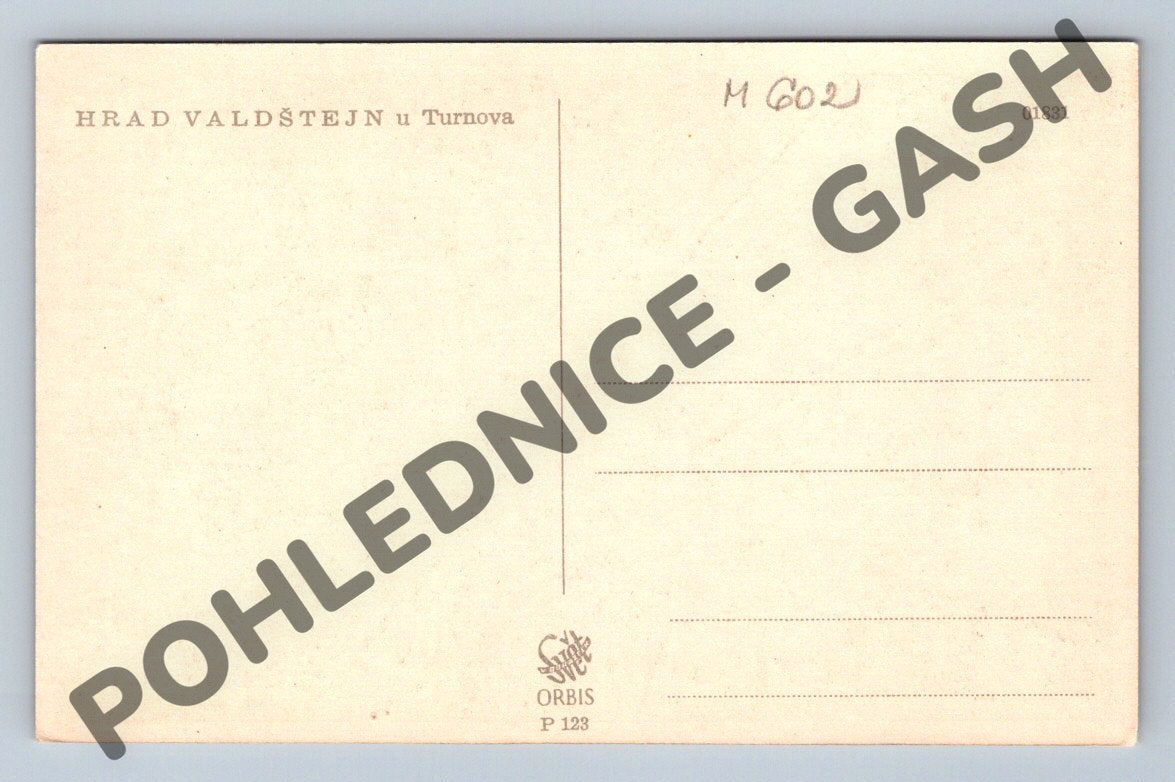 HRAD VALDŠTEJN u Turnova
M 602
01831
POHLEDNICE - GASH
Svět
ORBIS
P 123